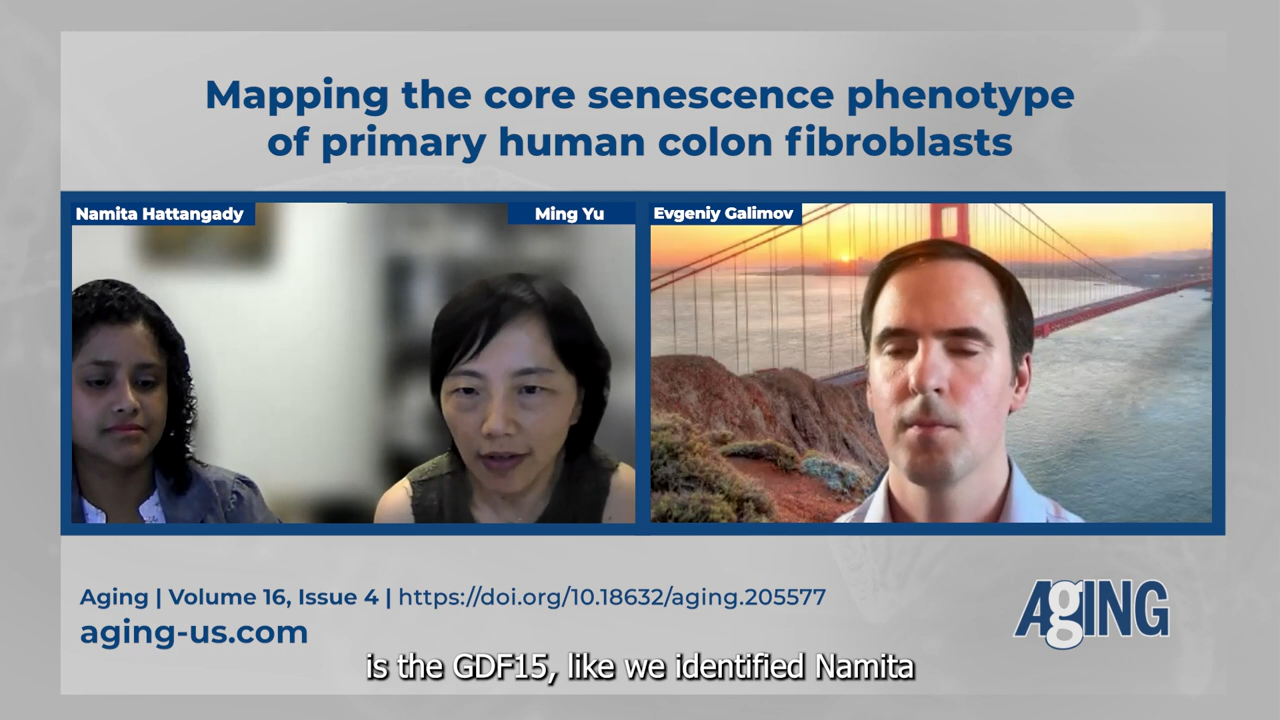 Mapping the core senescence phenotype
of primary human colon fibroblasts
Namita Hattangady
Ming Yu
Evgeniy Galimov
Aging | Volume 16, Issue 4 | https://doi.org/10.18632/aging.205577
aging-us.com
AgING
is the GDF15, like we identified Namita